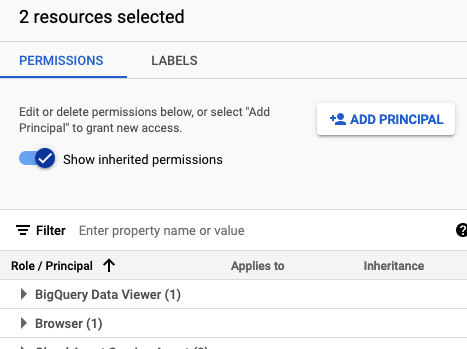 2 resources selected
PERMISSIONS LABELS
Edit or delete permissions below, or select "Add
Principal" to grant new access.
ADD PRINCIPAL
Show inherited permissions
Filter Enter property name or value
Role / Principal Applies to Inheritance
BigQuery Data Viewer (1)
Browser (1)